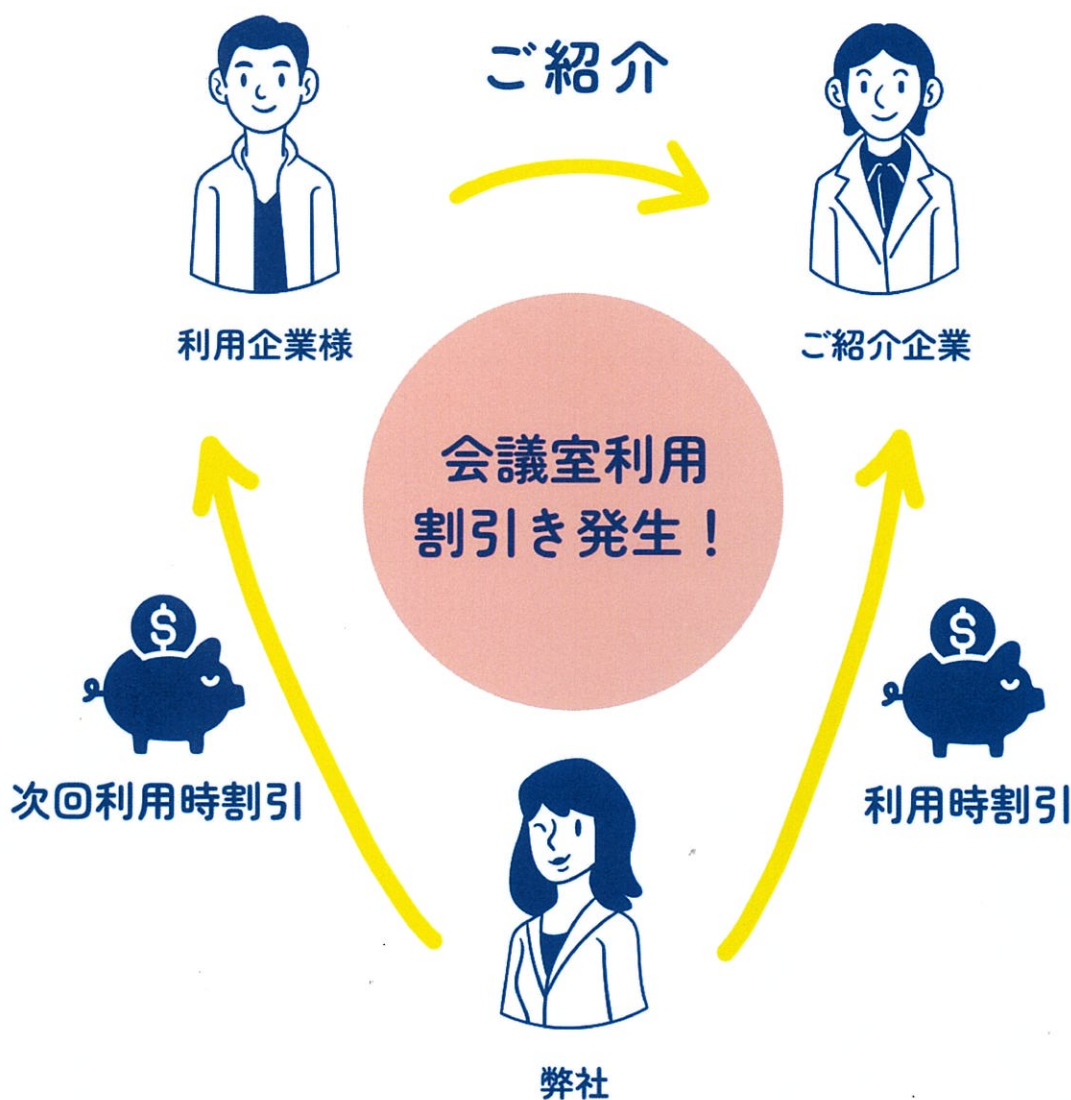 ご紹介
利用企業様
ご紹介企業
会議室利用
割引き発生！
$
$
次回利用時割引
利用時割引
弊社